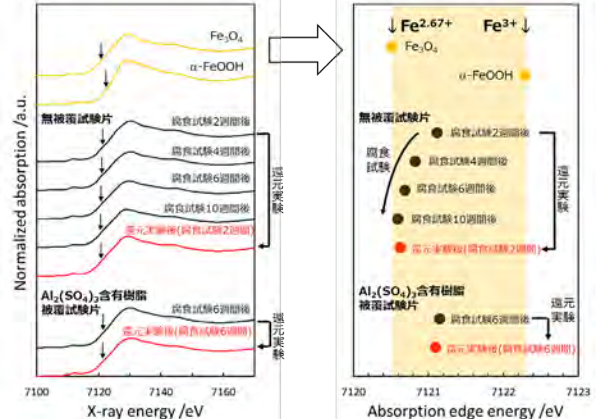 Normalized absorption /a.u.
Fe₃O₄
α-FeOOH
無被覆試験片
腐食試験2週間後
腐食試験4週間後
腐食試験6週間後
腐食試験10週間後
還元実験後(腐食試験2週間)
還元実験
Al₂(SO₄)₃含有樹脂
被覆試験片
腐食試験6週間後
還元実験後(腐食試験6週間)
還元実験
7100 7120 7140 7160
X-ray energy /eV
↓Fe²·⁶⁷⁺ Fe³⁺↓
Fe₃O₄
α-FeOOH
無被覆試験片
腐食試験
腐食試験2週間後
腐食試験4週間後
腐食試験6週間後
腐食試験10週間後
還元実験後(腐食試験2週間)
還元実験
Al₂(SO₄)₃含有樹脂
被覆試験片
腐食試験6週間後
還元実験後(腐食試験6週間)
還元
実験
7120 7121 7122 7123
Absorption edge energy /eV